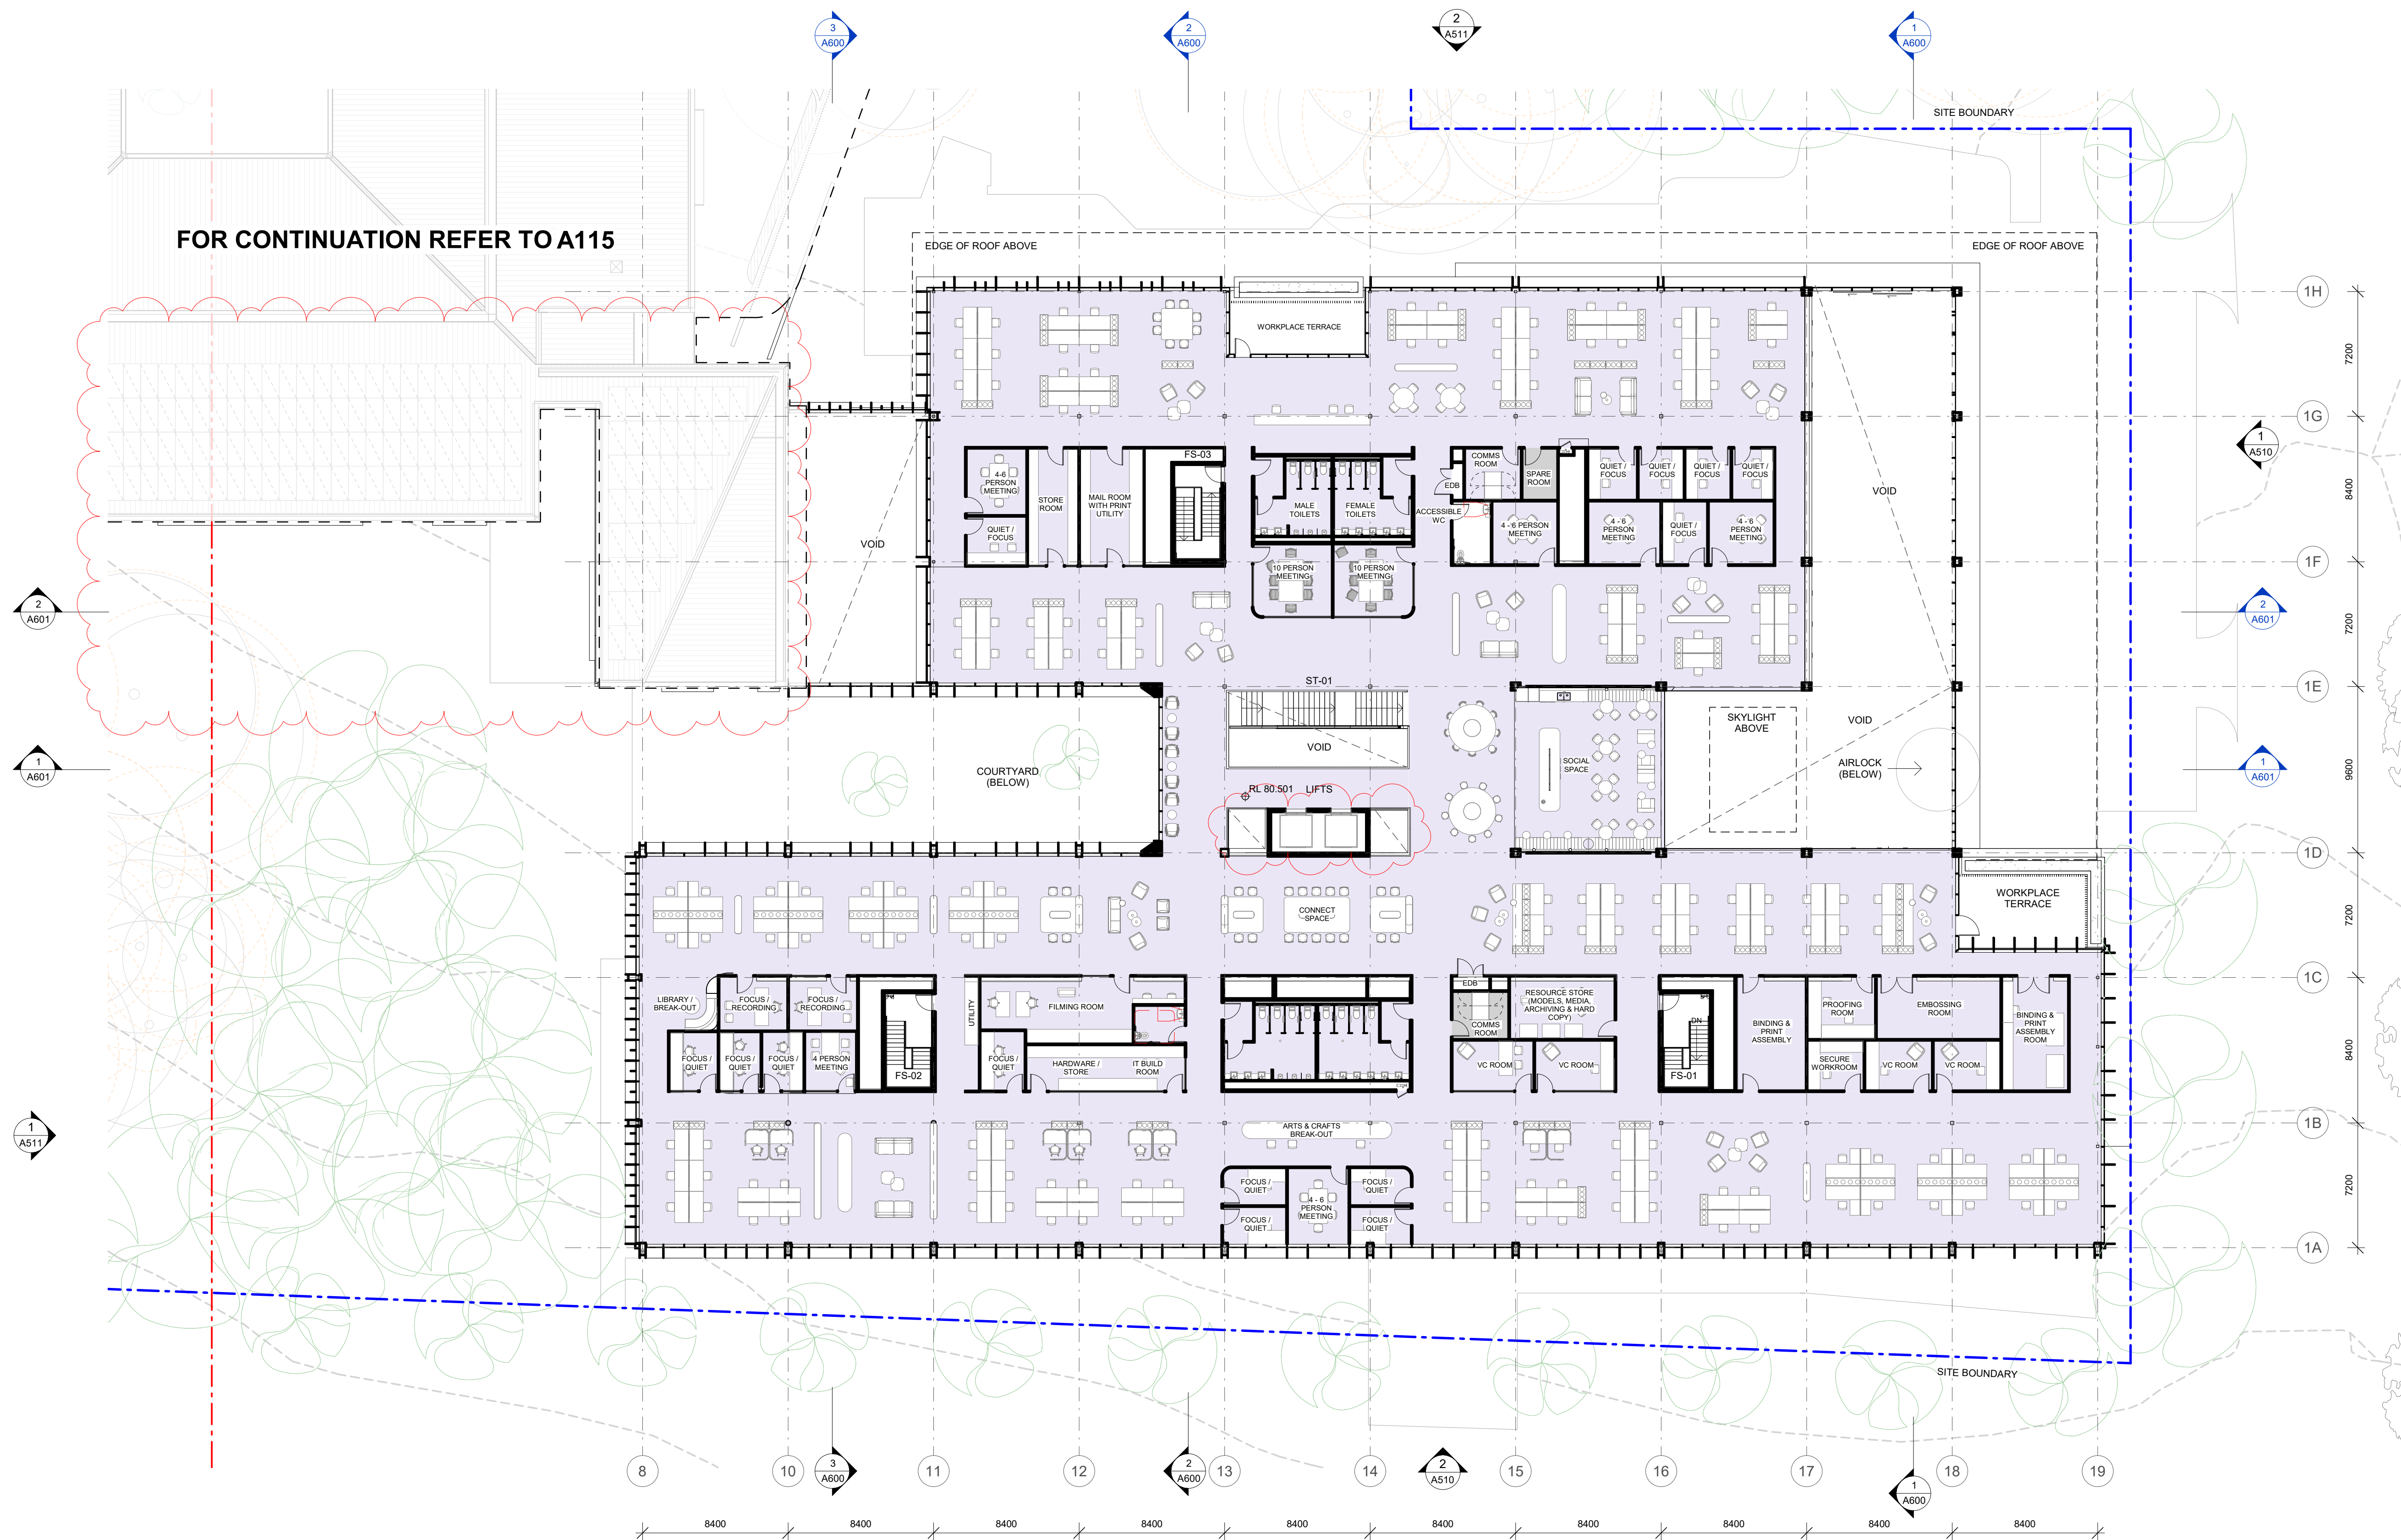 3
A600
2
A600
2
A511
1
A600
SITE BOUNDARY
FOR CONTINUATION REFER TO A115
EDGE OF ROOF ABOVE
EDGE OF ROOF ABOVE
1H
WORKPLACE TERRACE
7200
1G
1
A510
FS-03
4-6
PERSON
MEETING
STORE
ROOM
MAIL ROOM
WITH PRINT
UTILITY
QUIET /
FOCUS
MALE
TOILETS
FEMALE
TOILETS
ACCESSIBLE
WC
EDB
COMMS
ROOM
SPARE
ROOM
QUIET /
FOCUS
QUIET /
FOCUS
QUIET /
FOCUS
QUIET /
FOCUS
4 - 6 PERSON
MEETING
4 - 6
PERSON
MEETING
QUIET /
FOCUS
4 - 6
PERSON
MEETING
VOID
8400
VOID
1F
10 PERSON
MEETING
10 PERSON
MEETING
2
A601
2
A601
7200
ST-01
1E
SKYLIGHT
ABOVE
VOID
VOID
COURTYARD
(BELOW)
SOCIAL
SPACE
AIRLOCK
(BELOW)
1
A601
1
A601
9600
RL 80.501
LIFTS
1D
WORKPLACE
TERRACE
CONNECT
SPACE
7200
1C
LIBRARY /
BREAK-OUT
FOCUS /
RECORDING
FOCUS /
RECORDING
UTILITY
FILMING ROOM
EDB
COMMS
ROOM
RESOURCE STORE
(MODELS, MEDIA,
ARCHIVING & HARD
COPY)
DN
BINDING &
PRINT
ASSEMBLY
PROOFING
ROOM
EMBOSSING
ROOM
BINDING &
PRINT
ASSEMBLY
ROOM
FOCUS /
QUIET
FOCUS /
QUIET
FOCUS /
QUIET
4 PERSON
MEETING
FS-02
FOCUS /
QUIET
HARDWARE /
STORE
IT BUILD
ROOM
VC ROOM
VC ROOM
FS-01
SECURE
WORKROOM
VC ROOM
VC ROOM
8400
1
A511
1B
ARTS & CRAFTS
BREAK-OUT
FOCUS /
QUIET
4 - 6
PERSON
MEETING
FOCUS /
QUIET
FOCUS /
QUIET
FOCUS /
QUIET
7200
1A
SITE BOUNDARY
8
10
3
A600
11
12
2
A600
13
14
2
A510
15
16
17
1
A600
18
19
8400
8400
8400
8400
8400
8400
8400
8400
8400
8400